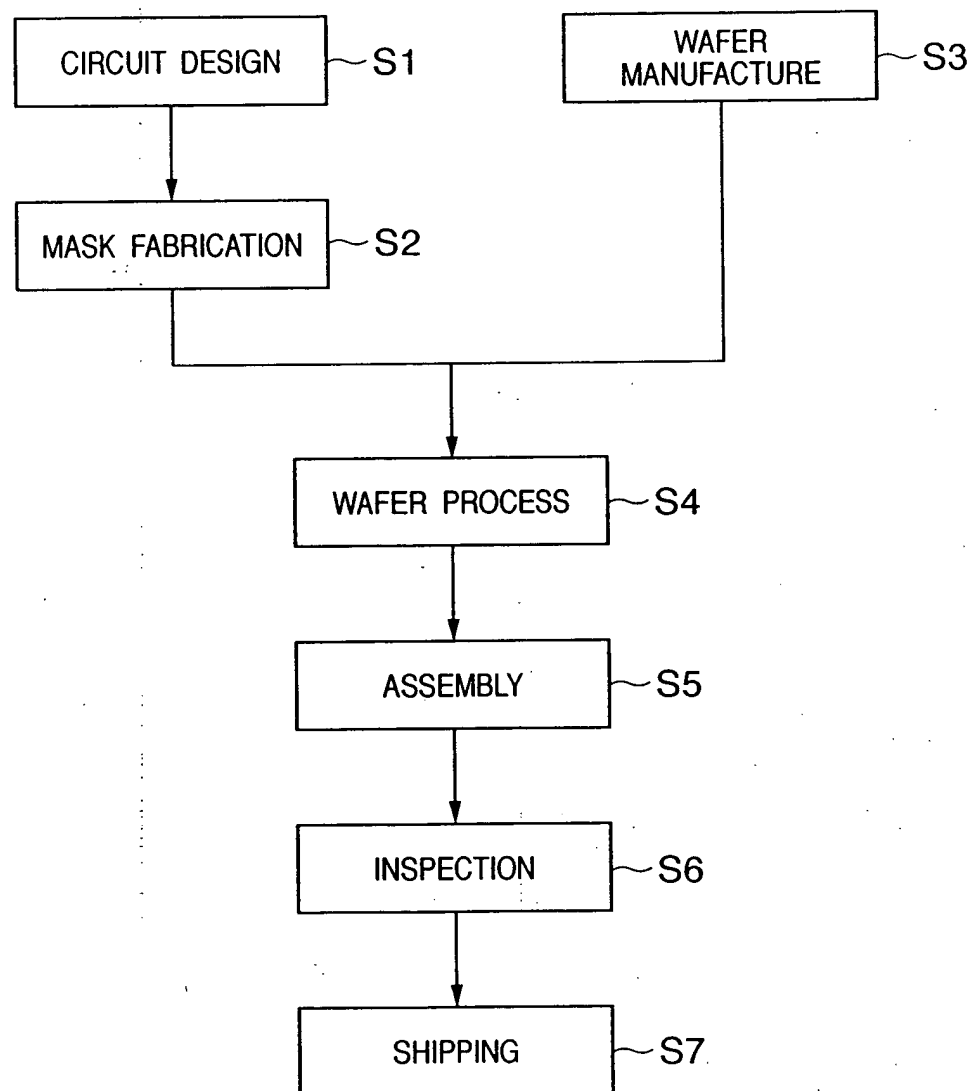 CIRCUIT DESIGN
S1
WAFER
MANUFACTURE
S3
MASK FABRICATION
S2
WAFER PROCESS
S4
ASSEMBLY
S5
INSPECTION
S6
SHIPPING
S7